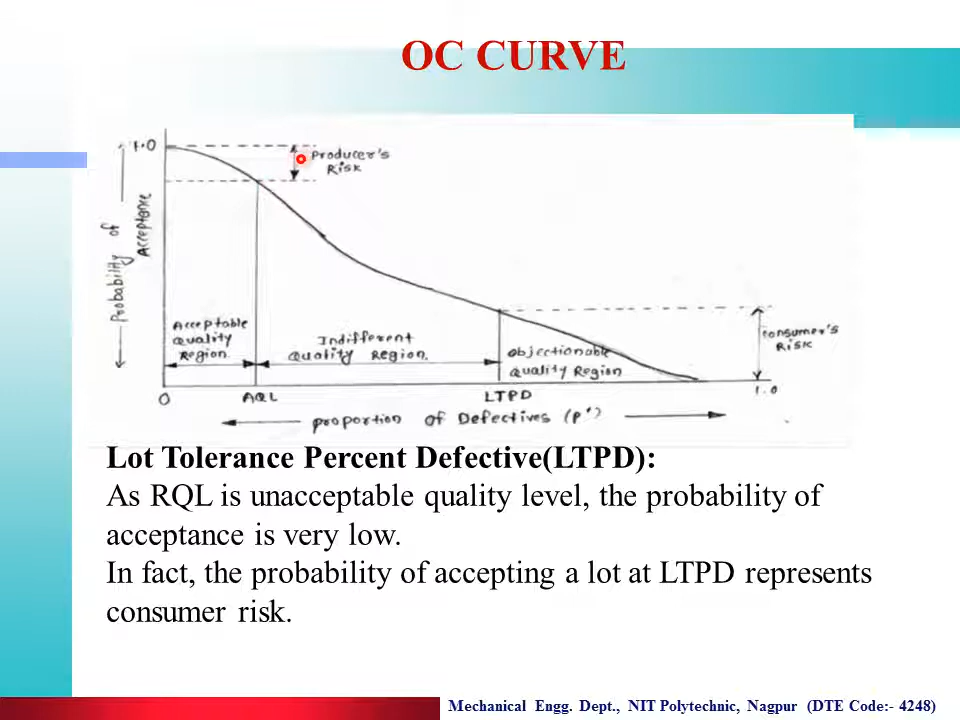 OC CURVE
1.0
Producer's
Risk
Probability of
Acceptance
Acceptable
Quality
Region
Indifferent
Quality Region.
Objectionable
Quality Region
Consumer's
Risk
0
AQL
LTPD
1.0
proportion of Defectives (p')
Lot Tolerance Percent Defective(LTPD):
As RQL is unacceptable quality level, the probability of
acceptance is very low.
In fact, the probability of accepting a lot at LTPD represents
consumer risk.
Mechanical Engg. Dept., NIT Polytechnic, Nagpur (DTE Code:- 4248)